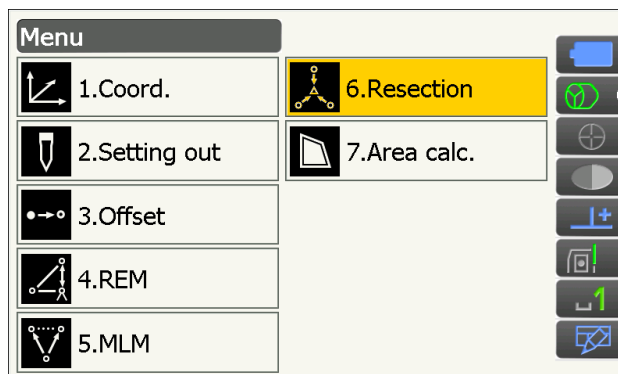 Menu
1.Coord.
2.Setting out
3.Offset
4.REM
5.MLM
6.Resection
7.Area calc.
1